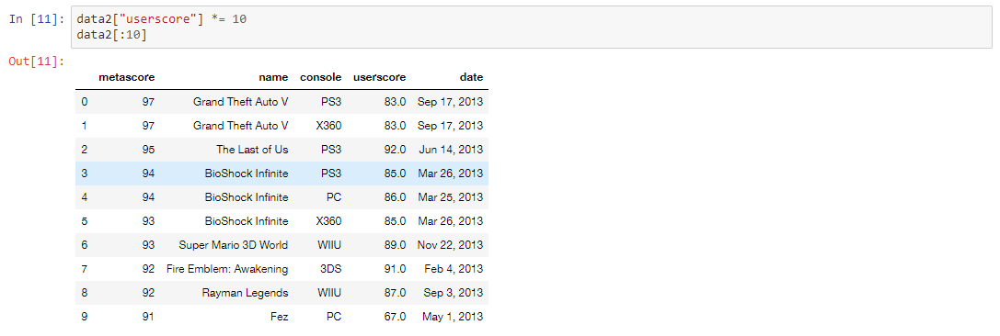 In [11]: data2["userscore"] *= 10
data2[:10]
Out[11]:
metascore name console userscore date
0 97 Grand Theft Auto V PS3 83.0 Sep 17, 2013
1 97 Grand Theft Auto V X360 83.0 Sep 17, 2013
2 95 The Last of Us PS3 92.0 Jun 14, 2013
3 94 BioShock Infinite PS3 85.0 Mar 26, 2013
4 94 BioShock Infinite PC 86.0 Mar 25, 2013
5 93 BioShock Infinite X360 85.0 Mar 26, 2013
6 93 Super Mario 3D World WIIU 89.0 Nov 22, 2013
7 92 Fire Emblem: Awakening 3DS 91.0 Feb 4, 2013
8 92 Rayman Legends WIIU 87.0 Sep 3, 2013
9 91 Fez PC 67.0 May 1, 2013